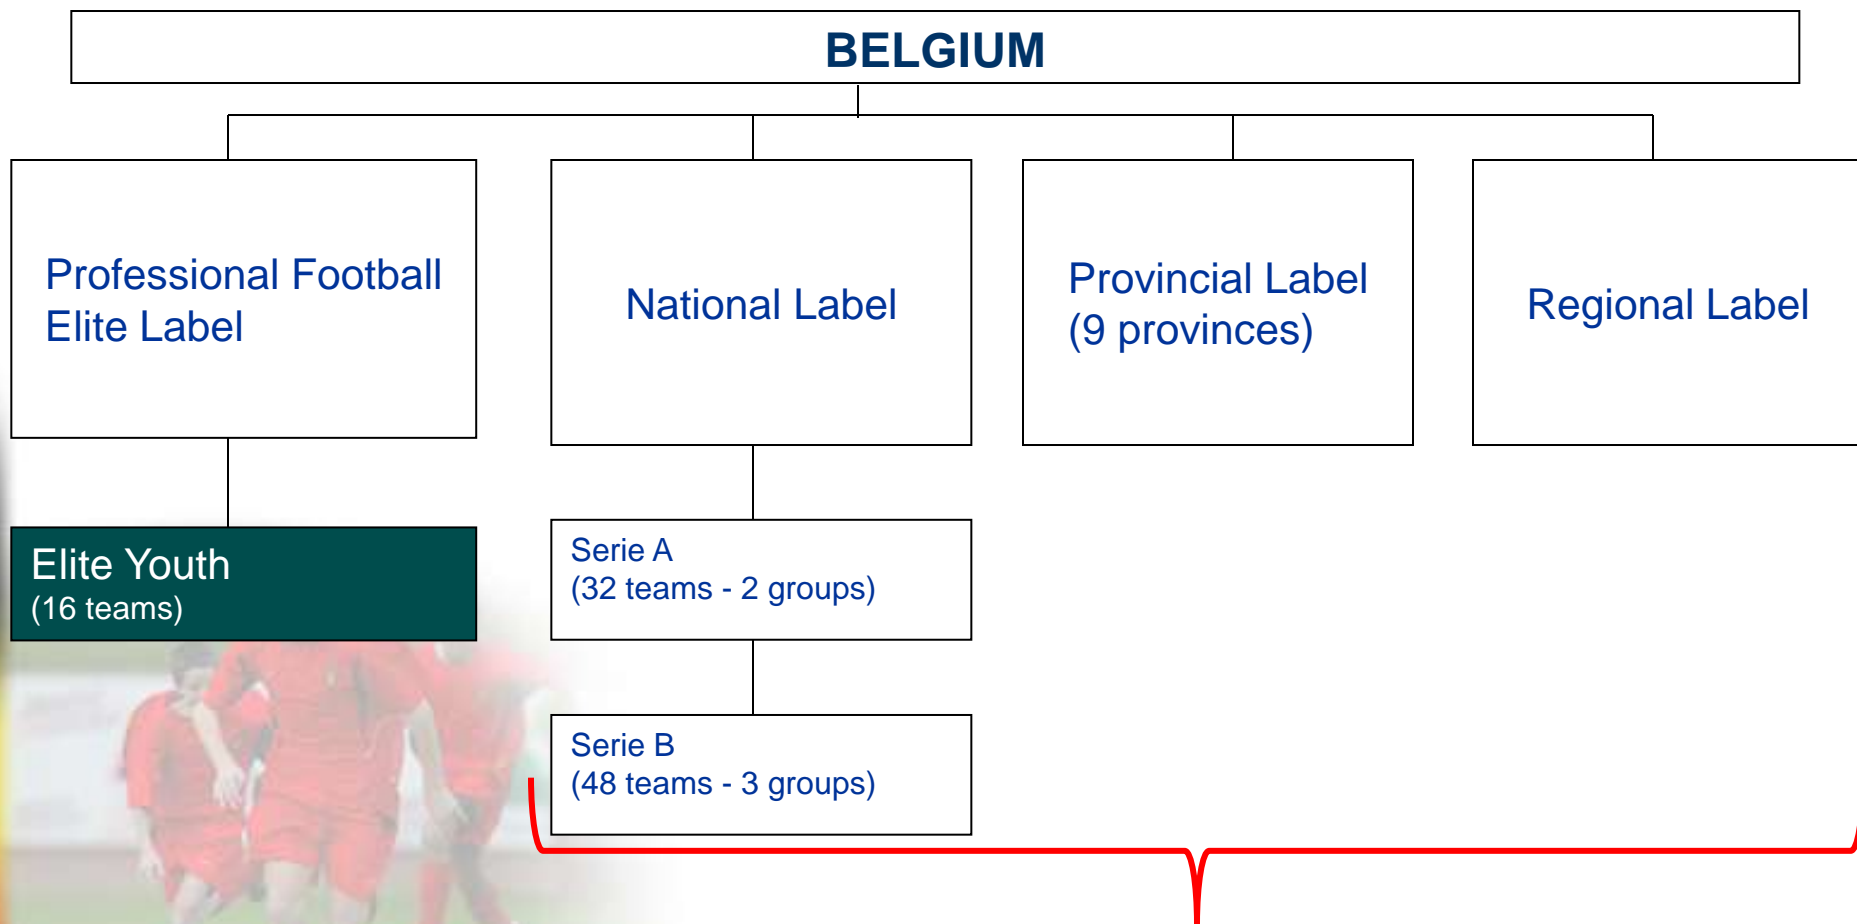 BELGIUM
Professional Football
Elite Label
National Label
Provincial Label
(9 provinces)
Regional Label
Elite Youth
(16 teams)
Serie A
(32 teams - 2 groups)
Serie B
(48 teams - 3 groups)